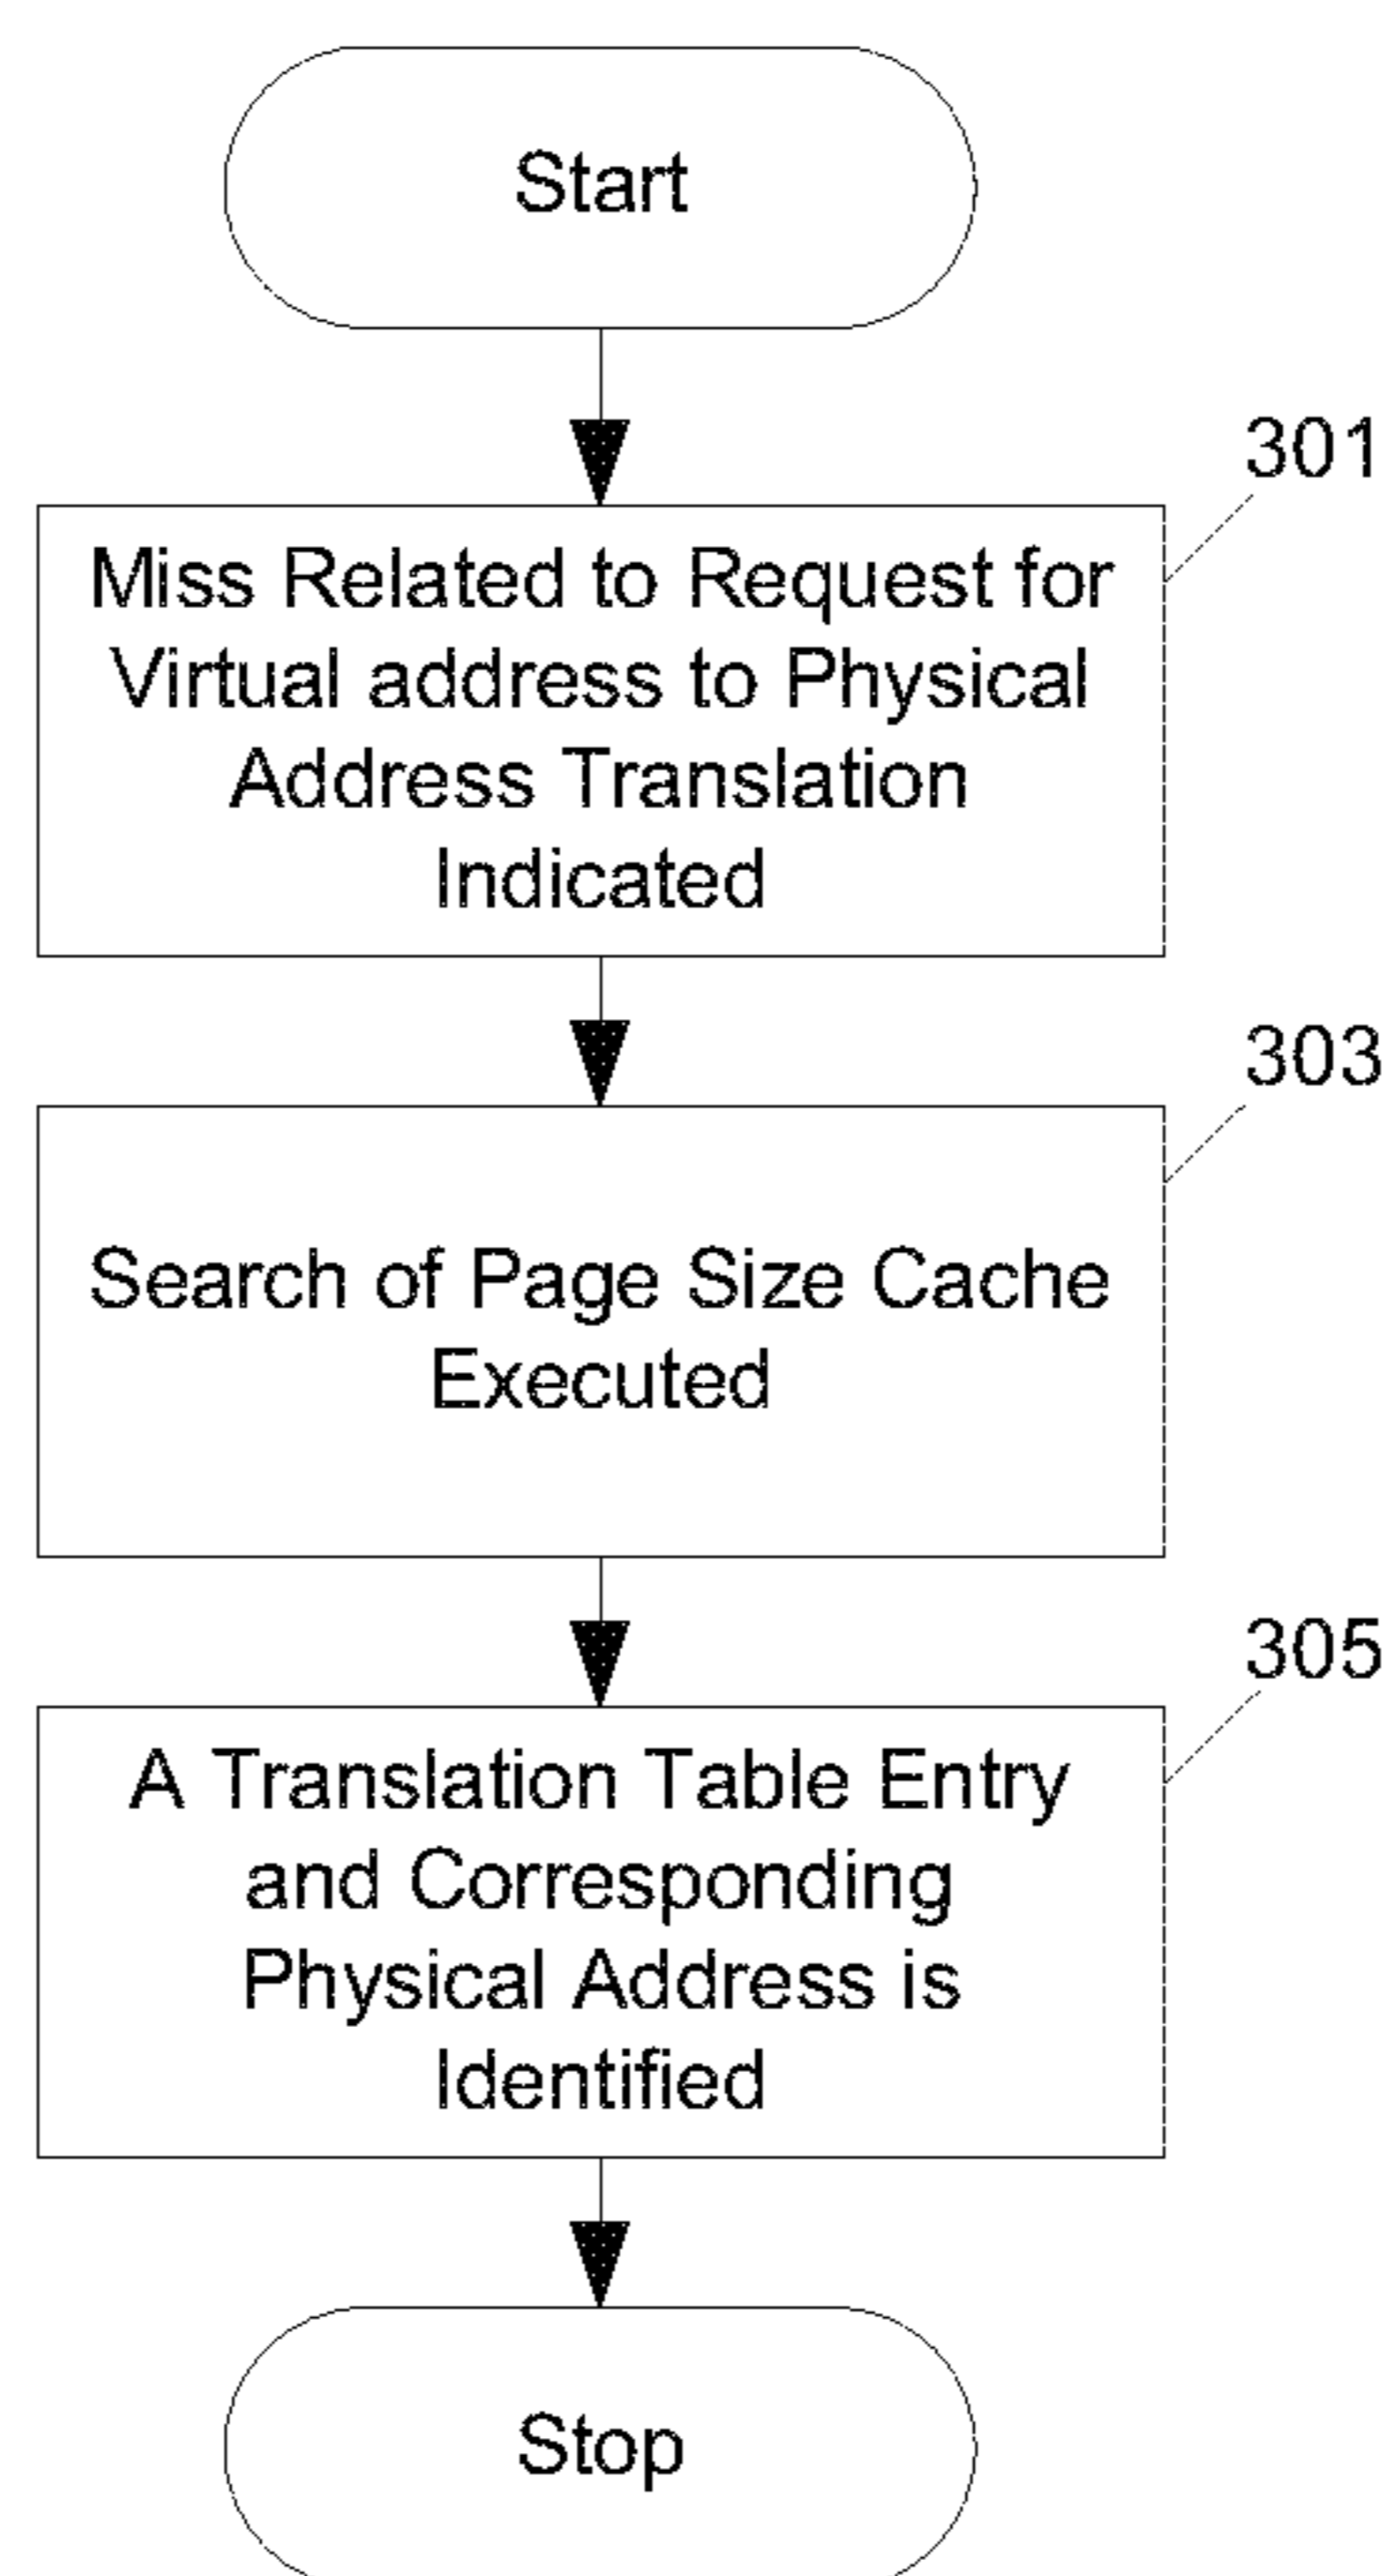 Start
301
Miss Related to Request for
Virtual address to Physical
Address Translation
Indicated
303
Search of Page Size Cache
Executed
305
A Translation Table Entry
and Corresponding
Physical Address is
Identified
Stop